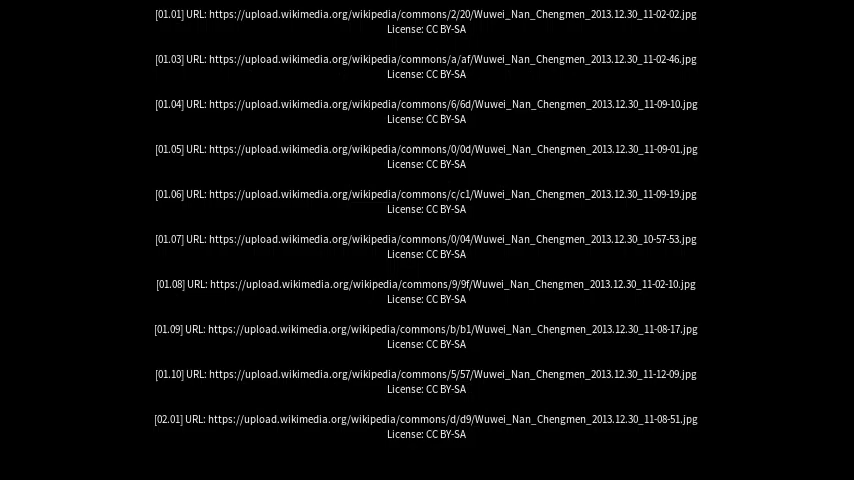 [01.01] URL: https://upload.wikimedia.org/wikipedia/commons/2/20/Wuwei_Nan_Chengmen_2013.12.30_11-02-02.jpg
License: CC BY-SA
[01.03] URL: https://upload.wikimedia.org/wikipedia/commons/a/af/Wuwei_Nan_Chengmen_2013.12.30_11-02-46.jpg
License: CC BY-SA
[01.04] URL: https://upload.wikimedia.org/wikipedia/commons/6/6d/Wuwei_Nan_Chengmen_2013.12.30_11-09-10.jpg
License: CC BY-SA
[01.05] URL: https://upload.wikimedia.org/wikipedia/commons/0/0d/Wuwei_Nan_Chengmen_2013.12.30_11-09-01.jpg
License: CC BY-SA
[01.06] URL: https://upload.wikimedia.org/wikipedia/commons/c/c1/Wuwei_Nan_Chengmen_2013.12.30_11-09-19.jpg
License: CC BY-SA
[01.07] URL: https://upload.wikimedia.org/wikipedia/commons/0/04/Wuwei_Nan_Chengmen_2013.12.30_10-57-53.jpg
License: CC BY-SA
[01.08] URL: https://upload.wikimedia.org/wikipedia/commons/9/9f/Wuwei_Nan_Chengmen_2013.12.30_11-02-10.jpg
License: CC BY-SA
[01.09] URL: https://upload.wikimedia.org/wikipedia/commons/b/b1/Wuwei_Nan_Chengmen_2013.12.30_11-08-17.jpg
License: CC BY-SA
[01.10] URL: https://upload.wikimedia.org/wikipedia/commons/5/57/Wuwei_Nan_Chengmen_2013.12.30_11-12-09.jpg
License: CC BY-SA
[02.01] URL: https://upload.wikimedia.org/wikipedia/commons/d/d9/Wuwei_Nan_Chengmen_2013.12.30_11-08-51.jpg
License: CC BY-SA